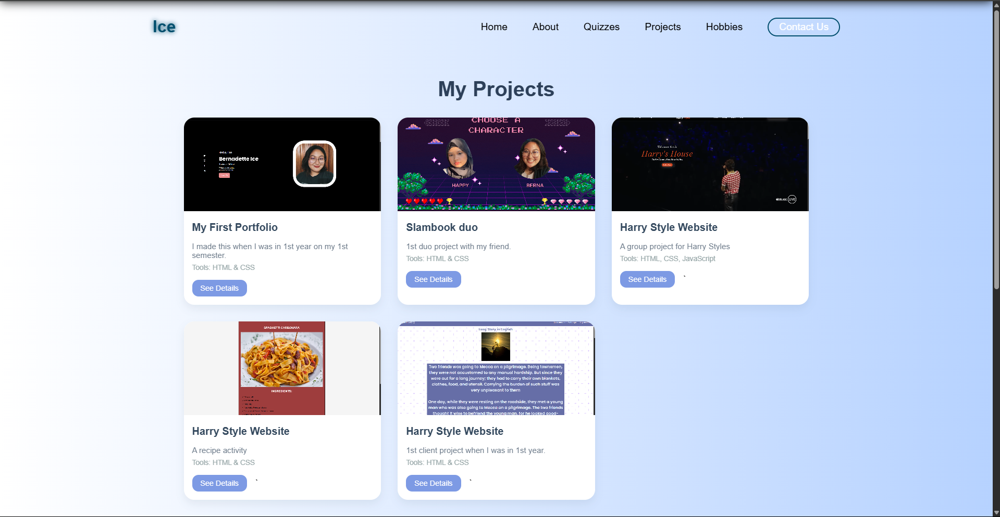 Ice
Home About Quizzes Projects Hobbies Contact Us
My Projects
Hello, I'm
Bernadette Ice
CHOOSE A
CHARACTER
HAPPY
BERNA
Welcome, this is
Harry's House
Music LIVE
My First Portfolio
I made this when I was in 1st year on my 1st
semester.
Tools: HTML & CSS
See Details
Slambook duo
1st duo project with my friend.
Tools: HTML & CSS
See Details
Harry Style Website
A group project for Harry Styles
Tools: HTML, CSS, JavaScript
See Details `
SPAGHETTI CARBONARA
INGREDIENTS:
Harry Style Website
A recipe activity
Tools: HTML & CSS
See Details `
Long Story in English
Two friends was going to Mecca on a pilgrimage. Being townsmen,
they were not accustomed to any manual hardship. But since they
were out for a long journey; they had to carry their own blankets,
clothes, food, and utensil. Carrying the burden of such stuff was
very unpleasant to them
One day, while they were resting on the roadside, they met a young
man who was also going to Mecca on a pilgrimage. The two friends
thought it wise to befriend the young man, for he looked good-
Harry Style Website
1st client project when I was in 1st year.
Tools: HTML & CSS
See Details `